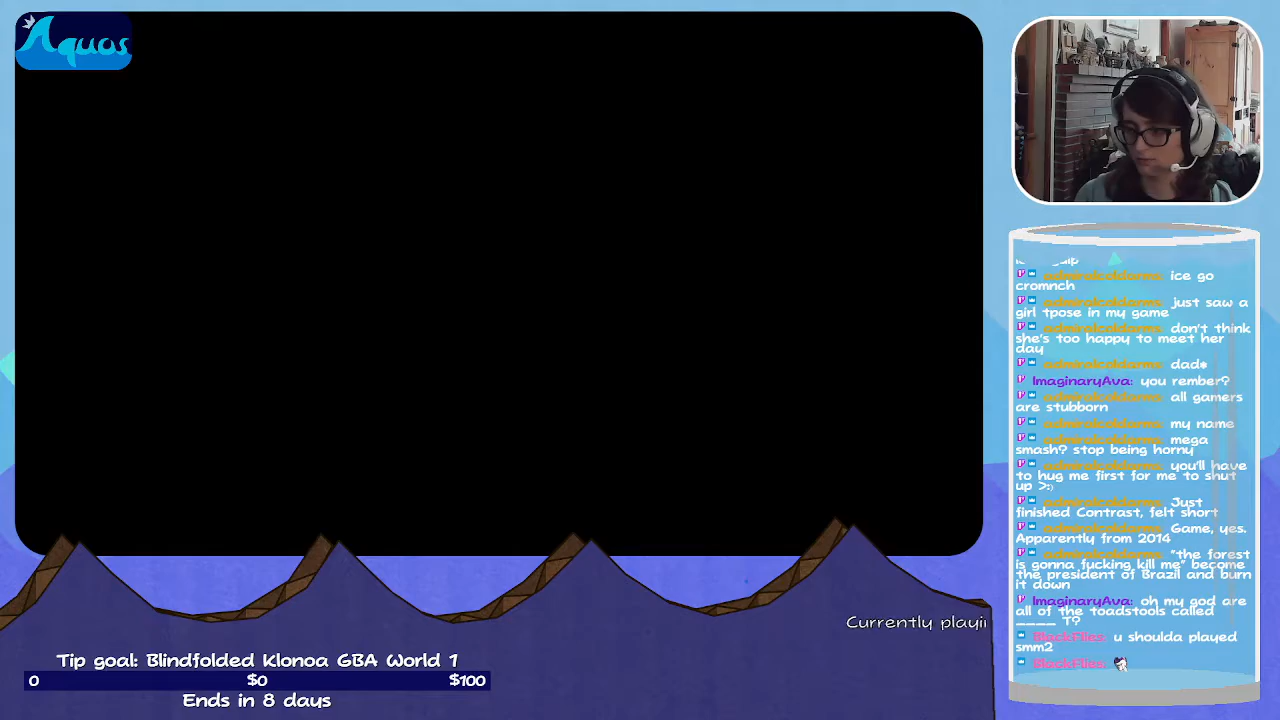 Aquos
ice go
cromnch
just saw a
girl tpose in my game
don't think
she's too happy to meet her
day
dad*
ImaginaryAva: you rember?
all gamers
are stubborn
my name
mega
smash? stop being horny
you'll have
to hug me first for me to shut
up >:)
Just
finished Contrast, felt short
Game, yes.
Apparently from 2014
"the forest
is gonna fucking kill me" become
the president of Brazil and burn
it down
ImaginaryAva: oh my god are
all of the toadstools called
____ T?
BlackFlies: u shoulda played
smm2
BlackFlies:
Currently playi
Tip goal: Blindfolded Klonoa GBA World 1
0 $0 $100
Ends in 8 days